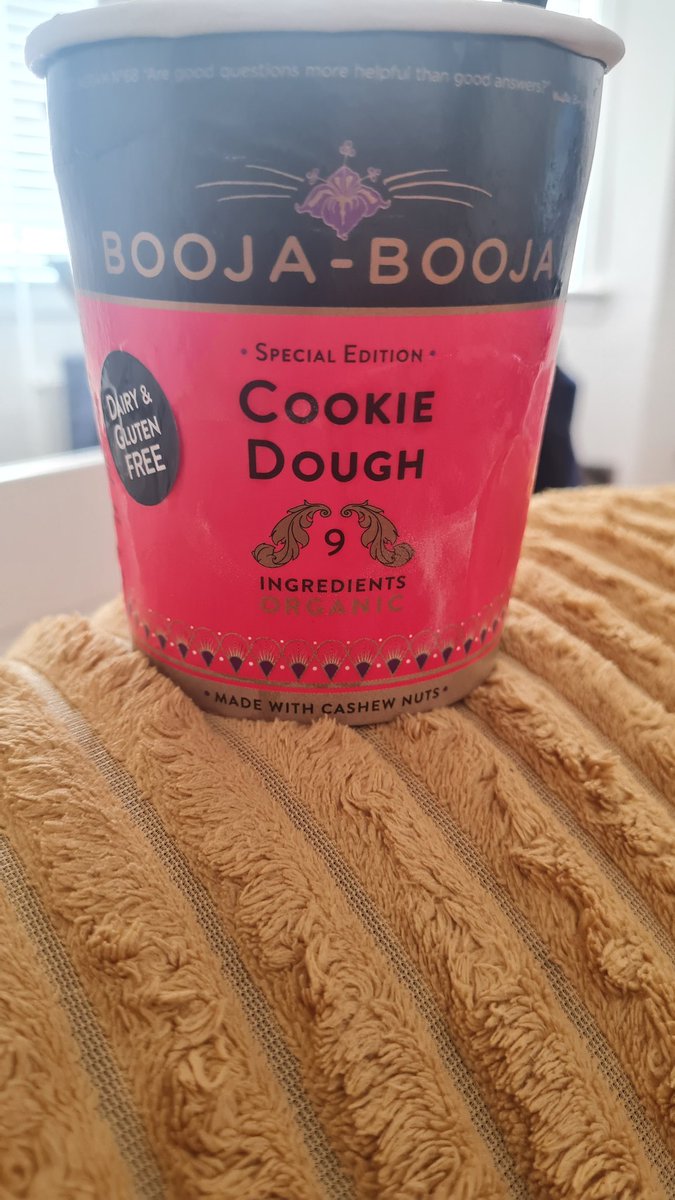 Nº68 "Are good questions more helpful than good answers?"
BOOJA-BOOJA
• SPECIAL EDITION •
COOKIE
DOUGH
DAIRY &
GLUTEN
FREE
9
INGREDIENTS
ORGANIC
• MADE WITH CASHEW NUTS •